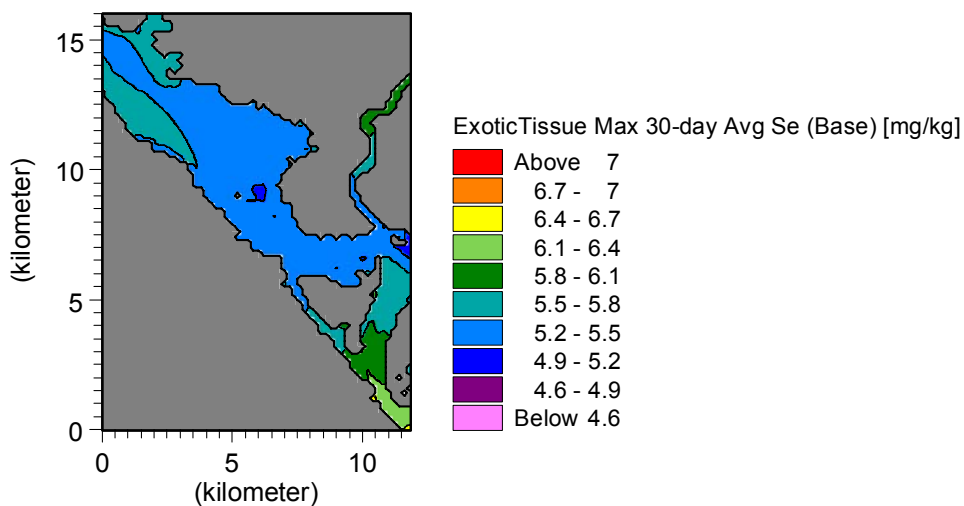 15
10
5
0
(kilometer)
0 5 10
(kilometer)
ExoticTissue Max 30-day Avg Se (Base) [mg/kg]
Above 7
6.7 - 7
6.4 - 6.7
6.1 - 6.4
5.8 - 6.1
5.5 - 5.8
5.2 - 5.5
4.9 - 5.2
4.6 - 4.9
Below 4.6